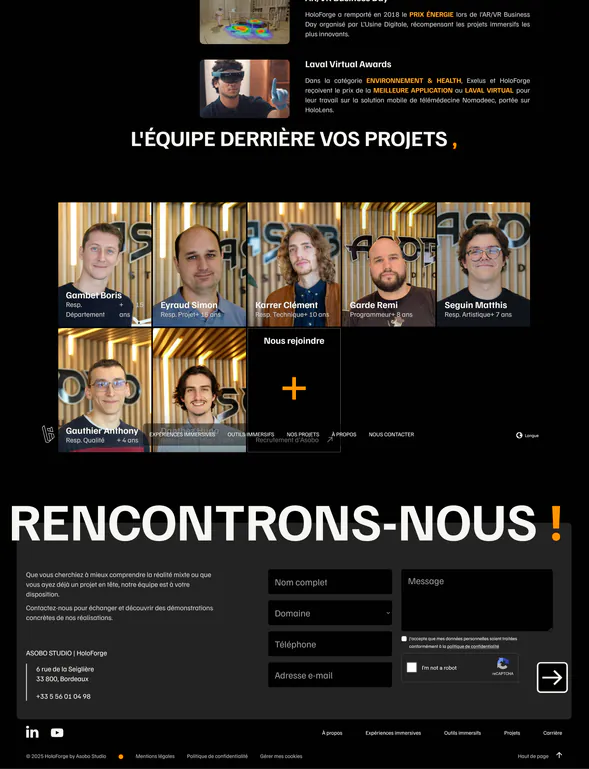 HoloForge a remporté en 2018 le PRIX ÉNERGIE lors de l'AR/VR Business
Day organisé par L'Usine Digitale, récompensant les projets immersifs les
plus innovants.
Laval Virtual Awards
Dans la catégorie ENVIRONNEMENT & HEALTH, Exelus et HoloForge
reçoivent le prix de la MEILLEURE APPLICATION au LAVAL VIRTUAL pour
leur travail sur la solution mobile de télémédecine Nomadeec, portée sur
HoloLens.
L'ÉQUIPE DERRIÈRE VOS PROJETS ,
Gambet Boris
Resp. Département + 15 ans
Eyraud Simon
Resp. Projet + 15 ans
Karrer Clément
Resp. Technique + 10 ans
Garde Remi
Programmeur + 8 ans
Seguin Matthis
Resp. Artistique + 7 ans
Gauthier Anthony
Resp. Qualité + 4 ans
Nous rejoindre
+
Recrutement d'Asobo
EXPÉRIENCES IMMERSIVES OUTILS IMMERSIFS NOS PROJETS À PROPOS NOUS CONTACTER Langue
RENCONTRONS-NOUS !
Que vous cherchiez à mieux comprendre la réalité mixte ou que
vous ayez déjà un projet en tête, notre équipe est à votre
disposition.
Contactez-nous pour échanger et découvrir des démonstrations
concrètes de nos réalisations.
ASOBO STUDIO | HoloForge
6 rue de la Seiglière
33 800, Bordeaux
+33 5 56 01 04 98
Nom complet
Domaine
Téléphone
Adresse e-mail
Message
J'accepte que mes données personnelles soient traitées
conformément à la politique de confidentialité
I'm not a robot
reCAPTCHA
À propos Expériences immersives Outils immersifs Projets Carrière
© 2025 HoloForge by Asobo Studio Mentions légales Politique de confidentialité Gérer mes cookies Haut de page